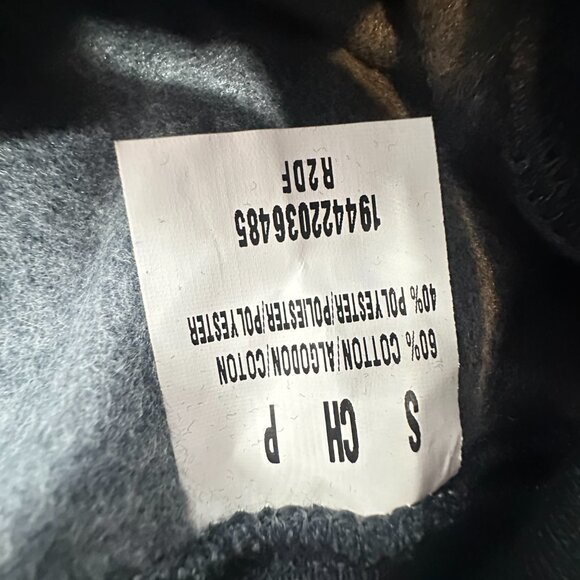 S CH P
60% COTTON/ALGODON/COTON
40% POLYESTER/POLIESTER/POLYESTER
194422036485
R2DF